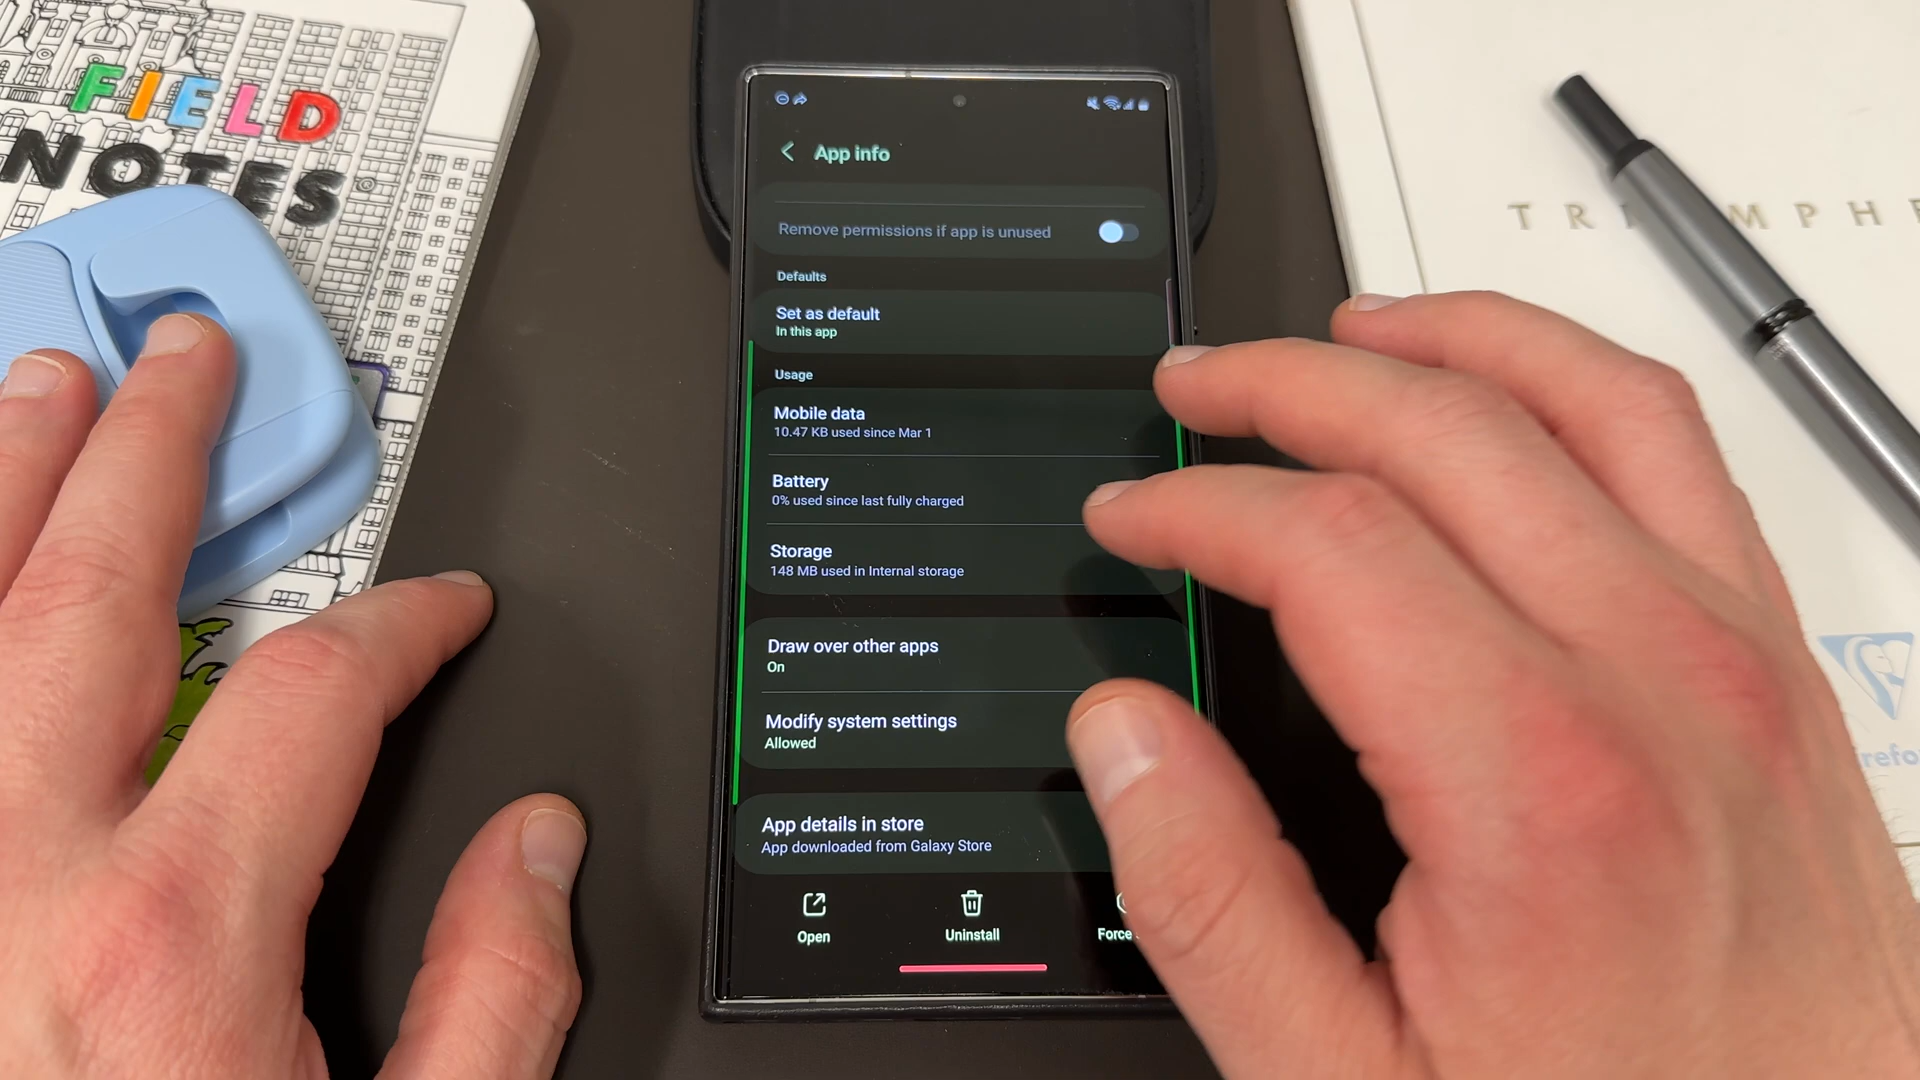 FIELD
NOTES
App info
Remove permissions if app is unused
Defaults
Set as default
In this app
Usage
Mobile data
10.47 KB used since Mar 1
Battery
0% used since last fully charged
Storage
148 MB used in Internal storage
Draw over other apps
On
Modify system settings
Allowed
App details in store
App downloaded from Galaxy Store
Open
Uninstall
Force